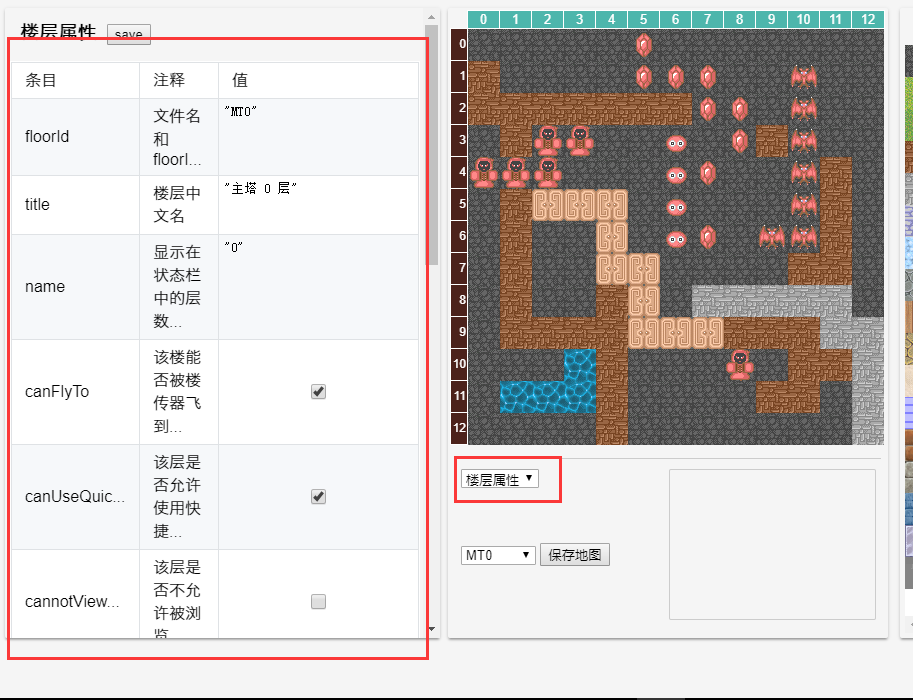 楼层属性 save
条目 注释 值
floorId 文件名和floorI... "MT0"
title 楼层中文名 "主塔 0 层"
name 显示在状态栏中的层数... "0"
canFlyTo 该楼能否被楼传器飞到...
canUseQuic... 该层是否允许使用快捷...
cannotView... 该层是否不允许被浏览
0 1 2 3 4 5 6 7 8 9 10 11 12
0
1
2
3
4
5
6
7
8
9
10
11
12
楼层属性
MT0 保存地图